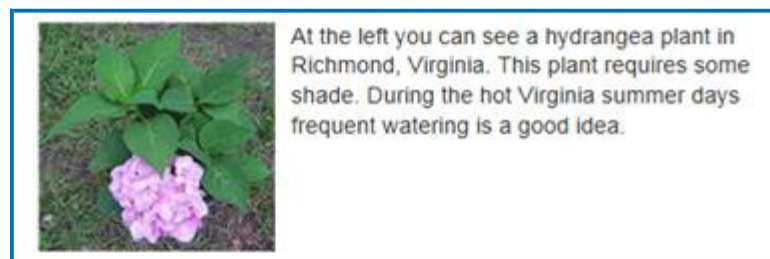 At the left you can see a hydrangea plant in
Richmond, Virginia. This plant requires some
shade. During the hot Virginia summer days
frequent watering is a good idea.